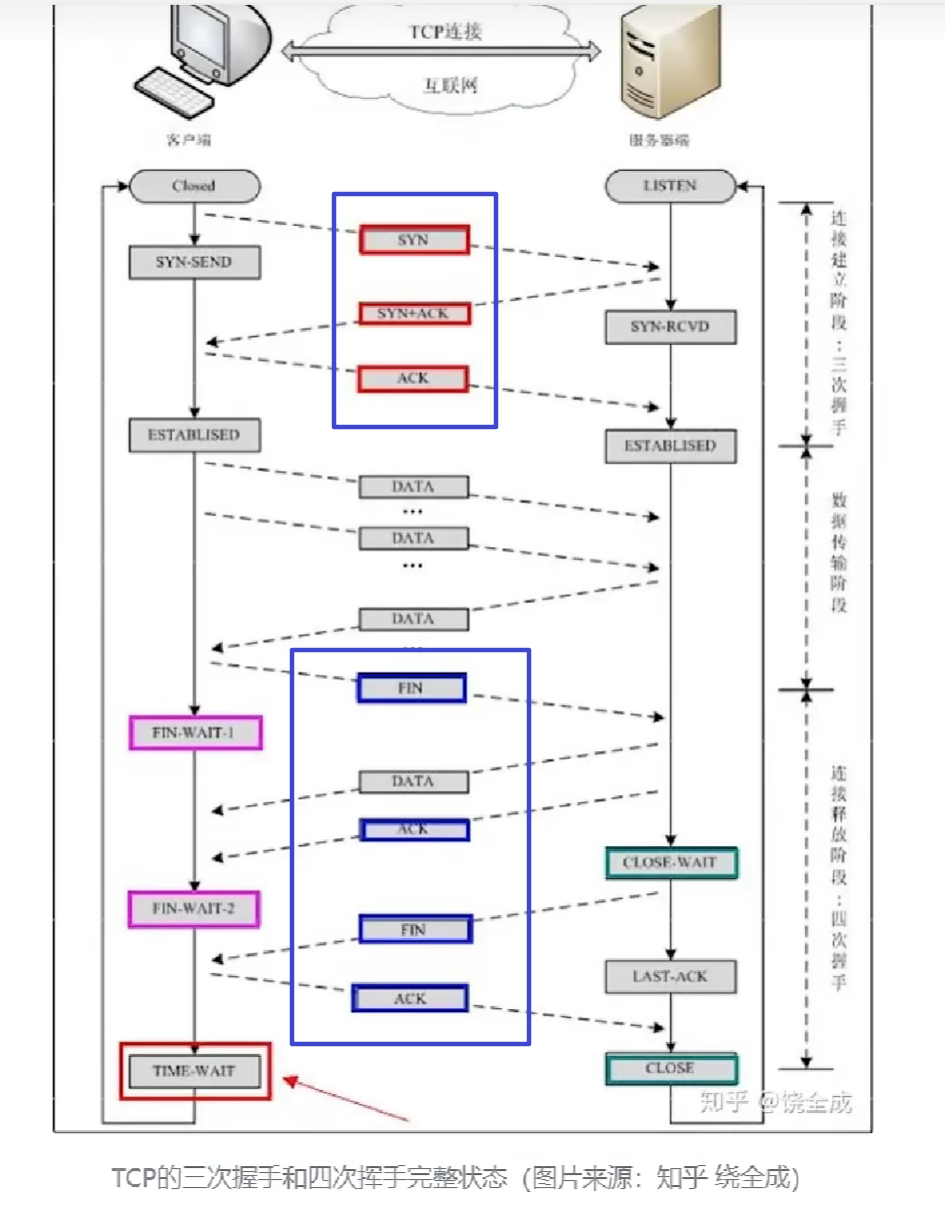 TCP连接
互联网
客户端
服务器端
Closed
LISTEN
SYN
SYN-SEND
SYN+ACK
SYN-RCVD
ACK
ESTABLISED
ESTABLISED
连接建立阶段:三次握手
DATA
...
DATA
...
DATA
...
数据传输阶段
FIN
FIN-WAIT-1
DATA
ACK
CLOSE-WAIT
FIN-WAIT-2
FIN
LAST-ACK
ACK
TIME-WAIT
CLOSE
连接释放阶段:四次握手
知乎 @饶全成
TCP的三次握手和四次挥手完整状态（图片来源：知乎 绕全成）